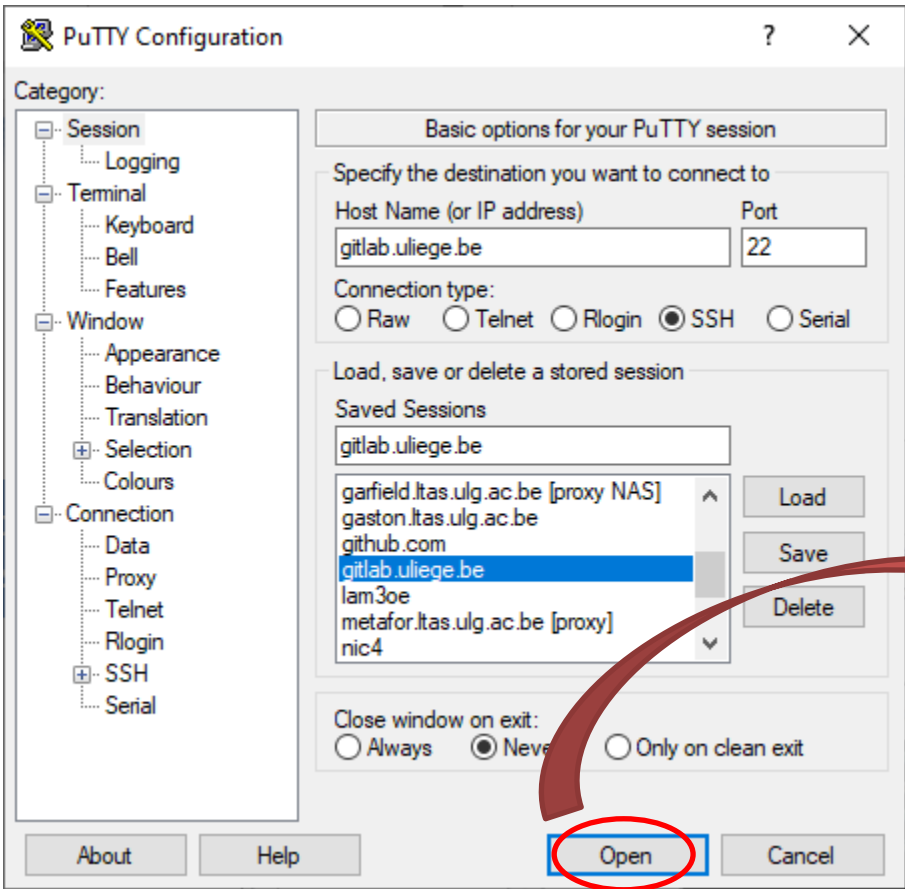 PuTTY Configuration
?
Category:
Session
Logging
Terminal
Keyboard
Bell
Features
Window
Appearance
Behaviour
Translation
Selection
Colours
Connection
Data
Proxy
Telnet
Rlogin
SSH
Serial
Basic options for your PuTTY session
Specify the destination you want to connect to
Host Name (or IP address) Port
gitlab.uliege.be 22
Connection type:
Raw Telnet Rlogin SSH Serial
Load, save or delete a stored session
Saved Sessions
gitlab.uliege.be
garfield.ltas.ulg.ac.be [proxy NAS]
gaston.ltas.ulg.ac.be
github.com
gitlab.uliege.be
lam3oe
metafor.ltas.ulg.ac.be [proxy]
nic4
Load
Save
Delete
Close window on exit:
Always Neve Only on clean exit
About Help Open Cancel